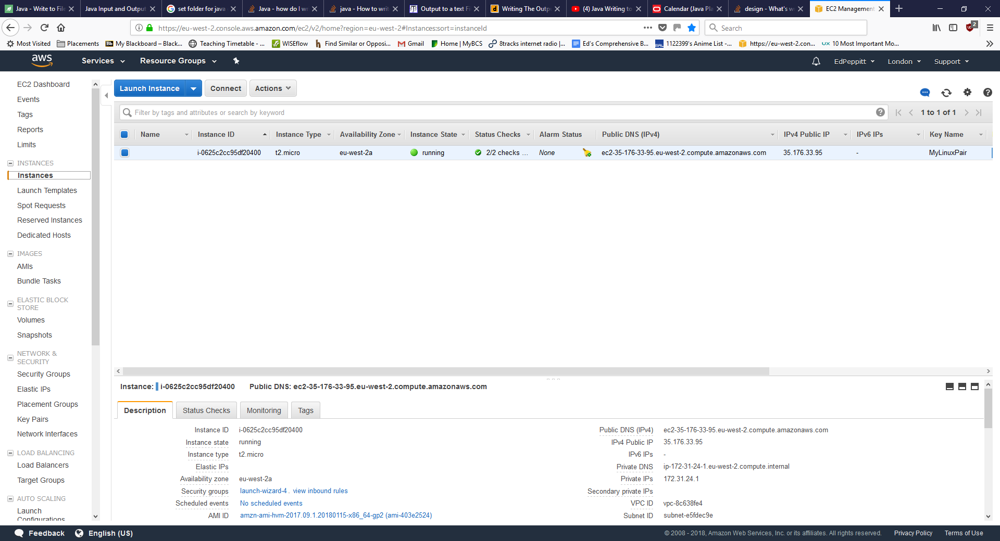 Java - Write to File
Java Input and Output
set folder for java
Java - how do I wr
java - How to writ
Output to a text Fi
Writing The Outp
(4) Java Writing to
Calendar (Java Pla
design - What's w
EC2 Management
https://eu-west-2.console.aws.amazon.com/ec2/v2/home?region=eu-west-2#Instances:sort=instanceId
Search
2
Most Visited
Placements
Bb My Blackboard – Black...
Teaching Timetable - ...
WISEflow
Find Similar or Opposi...
Gmail
Home | MyBCS
8tracks internet radio |...
Ed's Comprehensive B...
MAL 1122399's Anime List -...
https://eu-west-2.con...
UX 10 Most Important Mo...
aws
Services
Resource Groups
EdPeppitt
London
Support
EC2 Dashboard
Events
Tags
Reports
Limits
INSTANCES
Instances
Launch Templates
Spot Requests
Reserved Instances
Dedicated Hosts
IMAGES
AMIs
Bundle Tasks
ELASTIC BLOCK
STORE
Volumes
Snapshots
NETWORK &
SECURITY
Security Groups
Elastic IPs
Placement Groups
Key Pairs
Network Interfaces
LOAD BALANCING
Load Balancers
Target Groups
AUTO SCALING
Launch
Configurations
Launch Instance
Connect
Actions
Filter by tags and attributes or search by keyword
1 to 1 of 1
Name Instance ID Instance Type Availability Zone Instance State Status Checks Alarm Status Public DNS (IPv4) IPv4 Public IP IPv6 IPs Key Name
i-0625c2cc95df20400 t2.micro eu-west-2a running 2/2 checks ... None ec2-35-176-33-95.eu-west-2.compute.amazonaws.com 35.176.33.95 - MyLinuxPair
Instance: i-0625c2cc95df20400 Public DNS: ec2-35-176-33-95.eu-west-2.compute.amazonaws.com
Description
Status Checks
Monitoring
Tags
Instance ID i-0625c2cc95df20400
Instance state running
Instance type t2.micro
Elastic IPs
Availability zone eu-west-2a
Security groups launch-wizard-4 . view inbound rules
Scheduled events No scheduled events
AMI ID amzn-ami-hvm-2017.09.1.20180115-x86_64-gp2 (ami-403e2524)
Public DNS (IPv4) ec2-35-176-33-95.eu-west-2.compute.amazonaws.com
IPv4 Public IP 35.176.33.95
IPv6 IPs -
Private DNS ip-172-31-24-1.eu-west-2.compute.internal
Private IPs 172.31.24.1
Secondary private IPs
VPC ID vpc-8c638fe4
Subnet ID subnet-e5fdec9e
Feedback
English (US)
© 2008 - 2018, Amazon Web Services, Inc. or its affiliates. All rights reserved.
Privacy Policy
Terms of Use